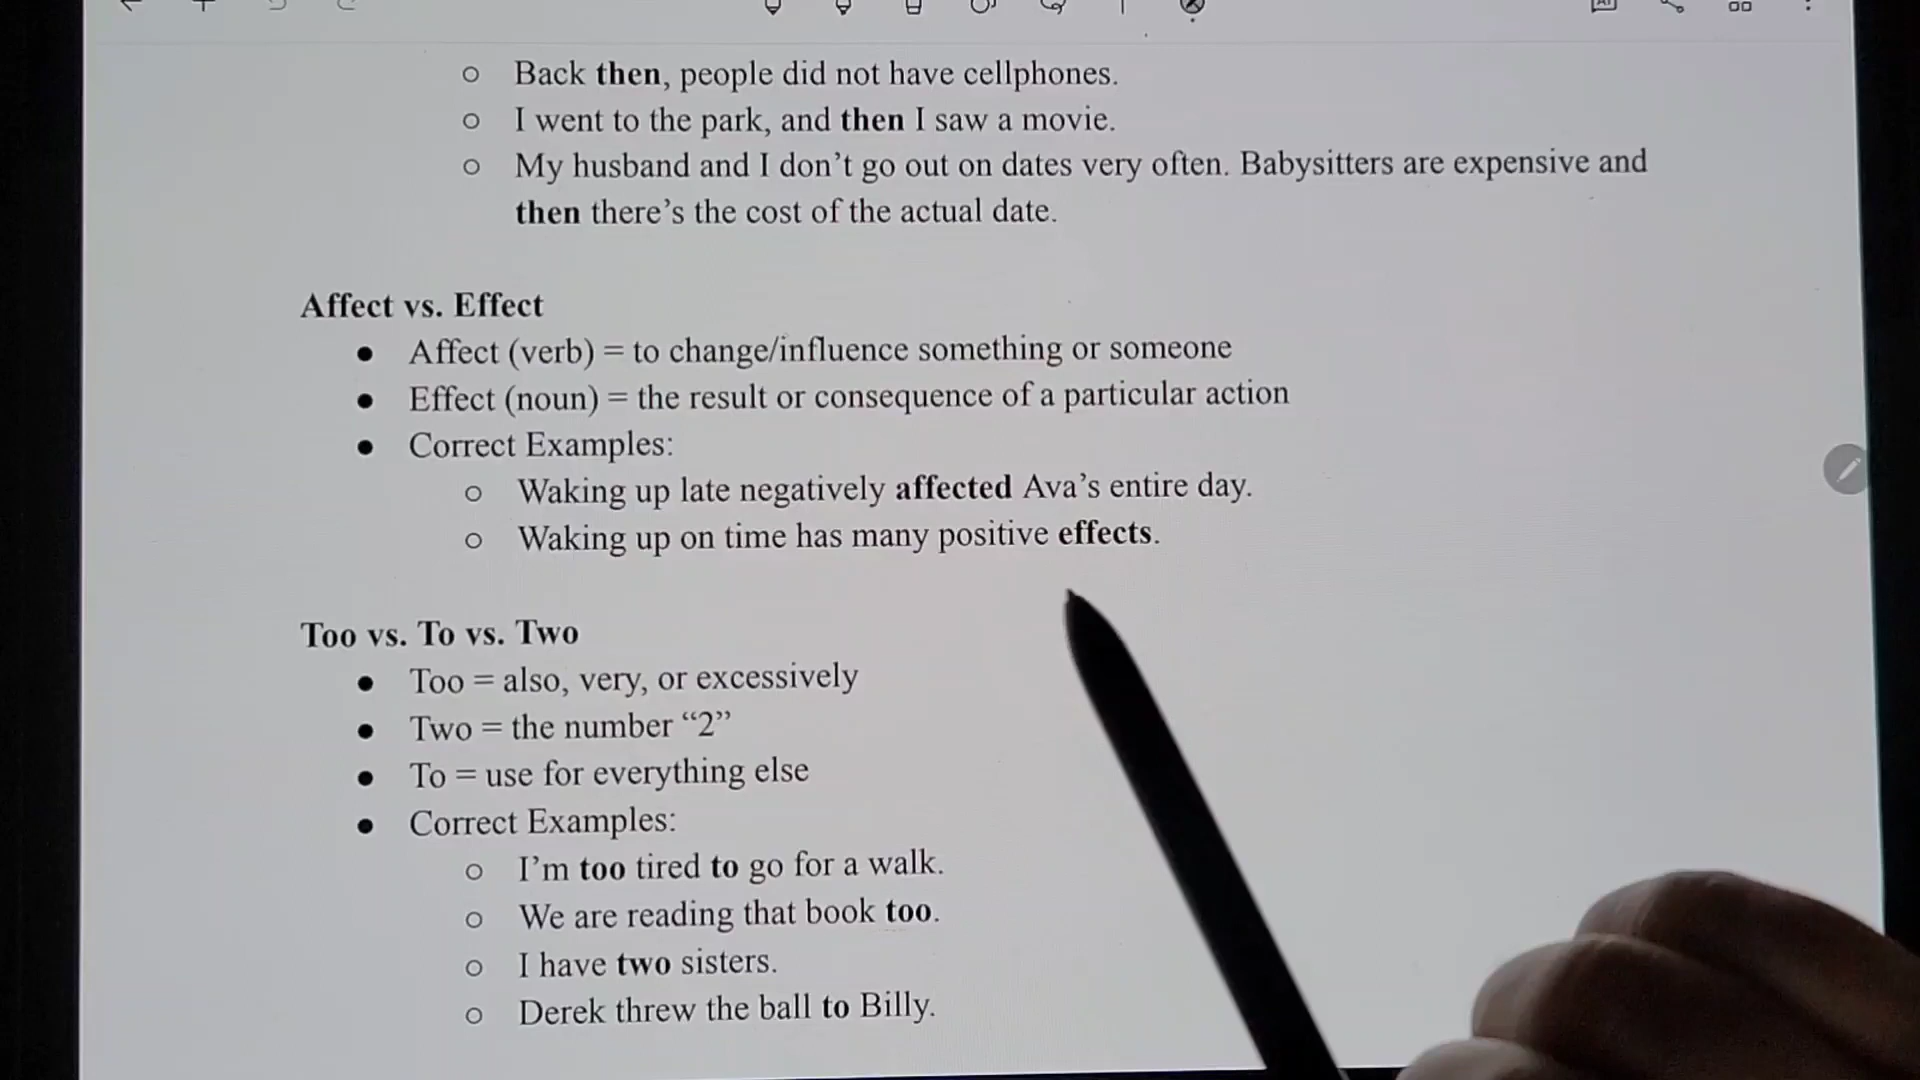 ○ Back then, people did not have cellphones.
○ I went to the park, and then I saw a movie.
○ My husband and I don’t go out on dates very often. Babysitters are expensive and
then there’s the cost of the actual date.
Affect vs. Effect
● Affect (verb) = to change/influence something or someone
● Effect (noun) = the result or consequence of a particular action
● Correct Examples:
○ Waking up late negatively affected Ava’s entire day.
○ Waking up on time has many positive effects.
Too vs. To vs. Two
● Too = also, very, or excessively
● Two = the number “2”
● To = use for everything else
● Correct Examples:
○ I’m too tired to go for a walk.
○ We are reading that book too.
○ I have two sisters.
○ Derek threw the ball to Billy.